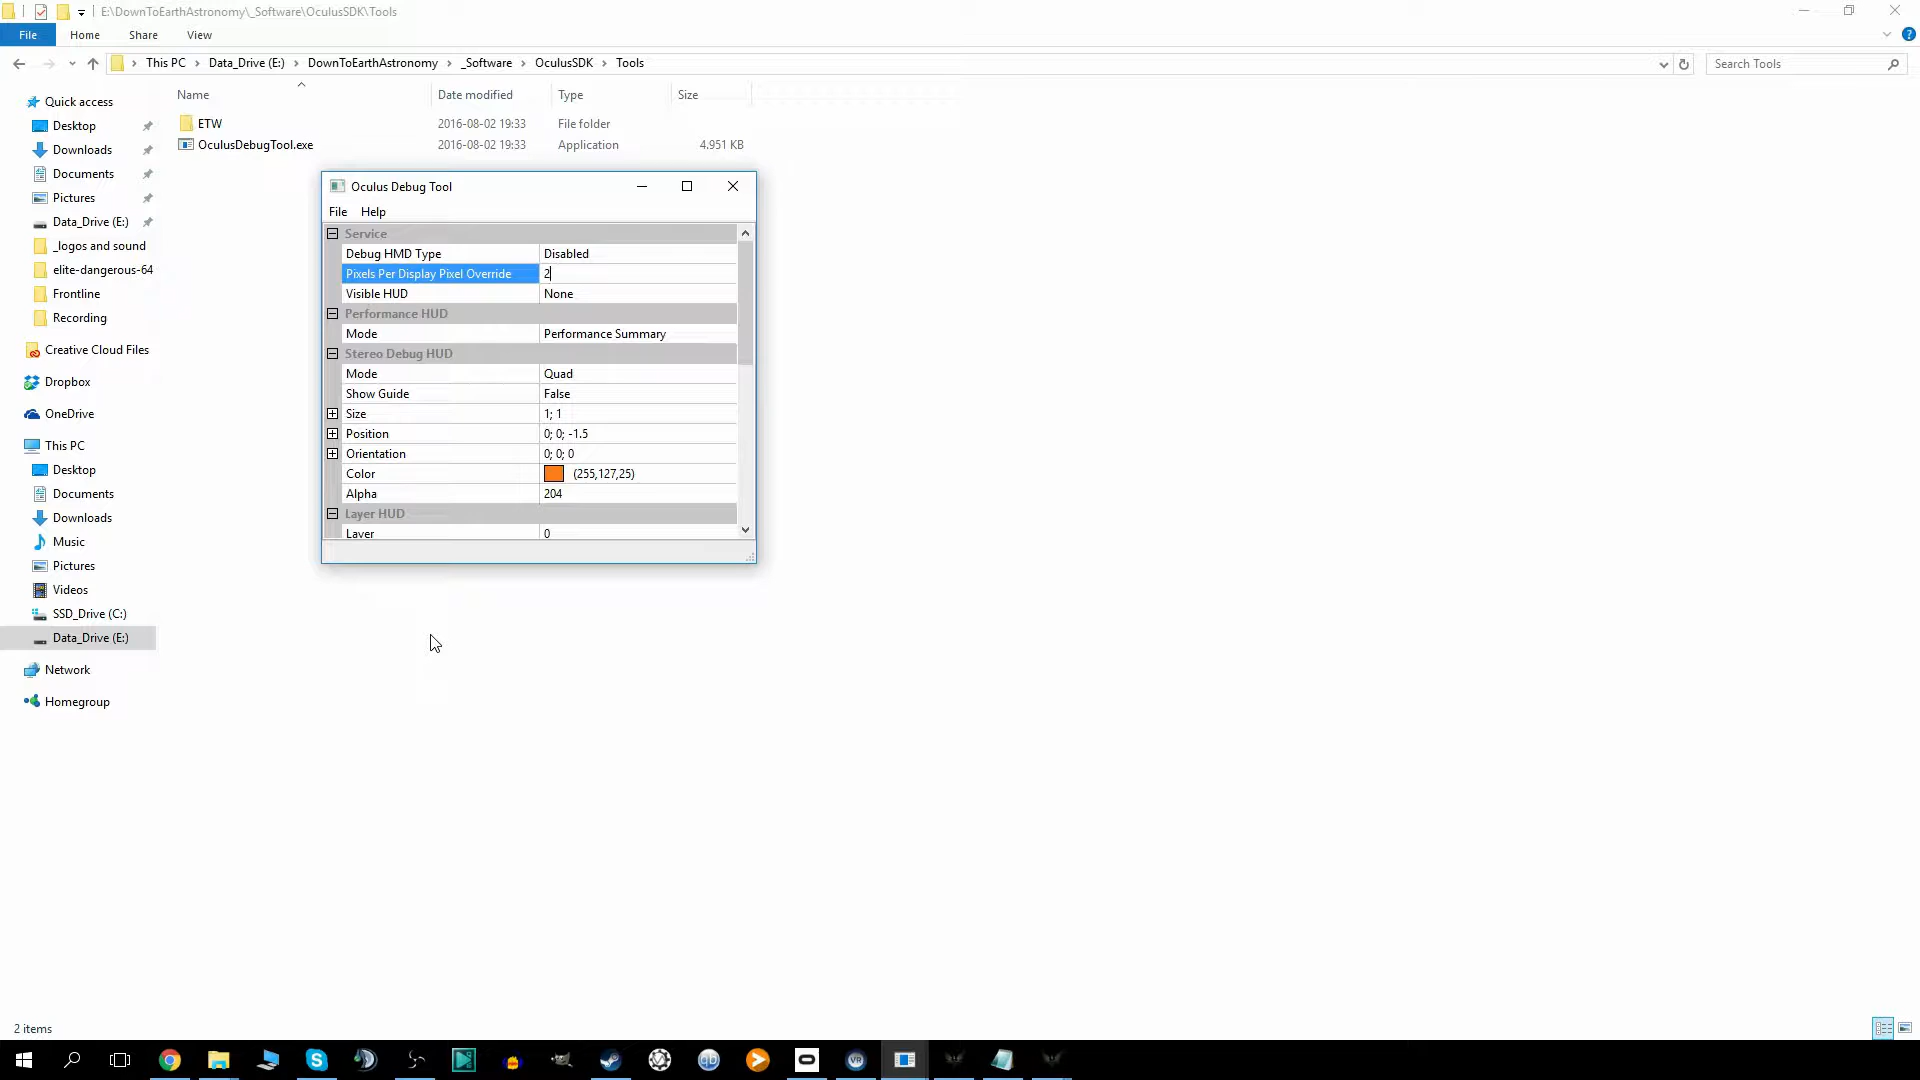 E:\DownToEarthAstronomy\_Software\OculusSDK\Tools
File Home Share View
This PC > Data_Drive (E:) > DownToEarthAstronomy > _Software > OculusSDK > Tools
Search Tools
Name Date modified Type Size
ETW 2016-08-02 19:33 File folder
OculusDebugTool.exe 2016-08-02 19:33 Application 4.951 KB
Quick access
Desktop
Downloads
Documents
Pictures
Data_Drive (E:)
_logos and sound
elite-dangerous-64
Frontline
Recording
Creative Cloud Files
Dropbox
OneDrive
This PC
Desktop
Documents
Downloads
Music
Pictures
Videos
SSD_Drive (C:)
Data_Drive (E:)
Network
Homegroup
Oculus Debug Tool
File Help
Service
Debug HMD Type Disabled
Pixels Per Display Pixel Override 2
Visible HUD None
Performance HUD
Mode Performance Summary
Stereo Debug HUD
Mode Quad
Show Guide False
Size 1; 1
Position 0; 0; -1.5
Orientation 0; 0; 0
Color (255,127,25)
Alpha 204
Layer HUD
Layer 0
2 items
qb
VR